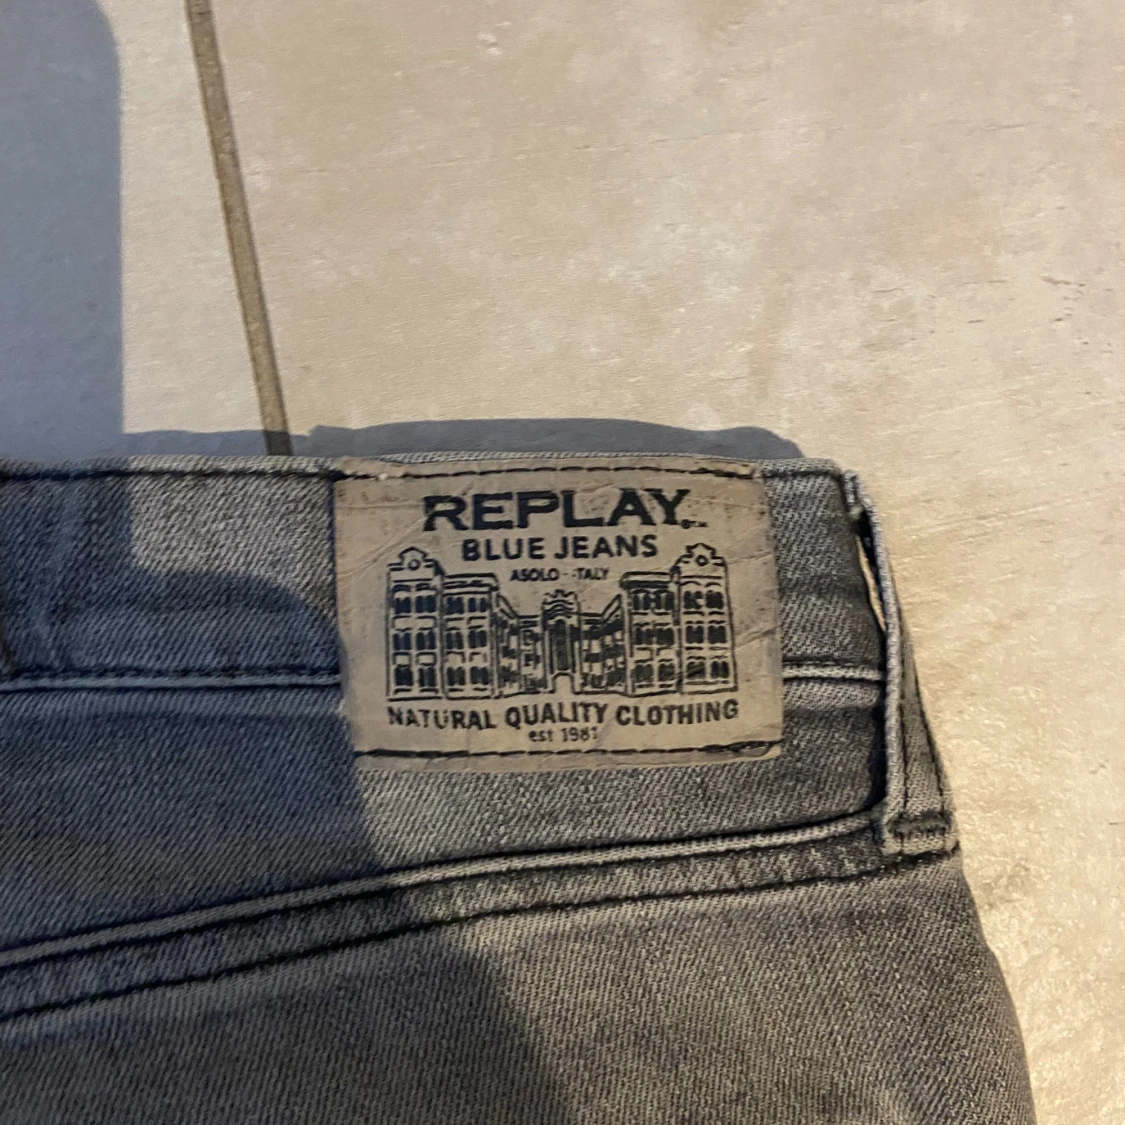 REPLAY
BLUE JEANS
ASOLO - ITALY
NATURAL QUALITY CLOTHING
est 1981